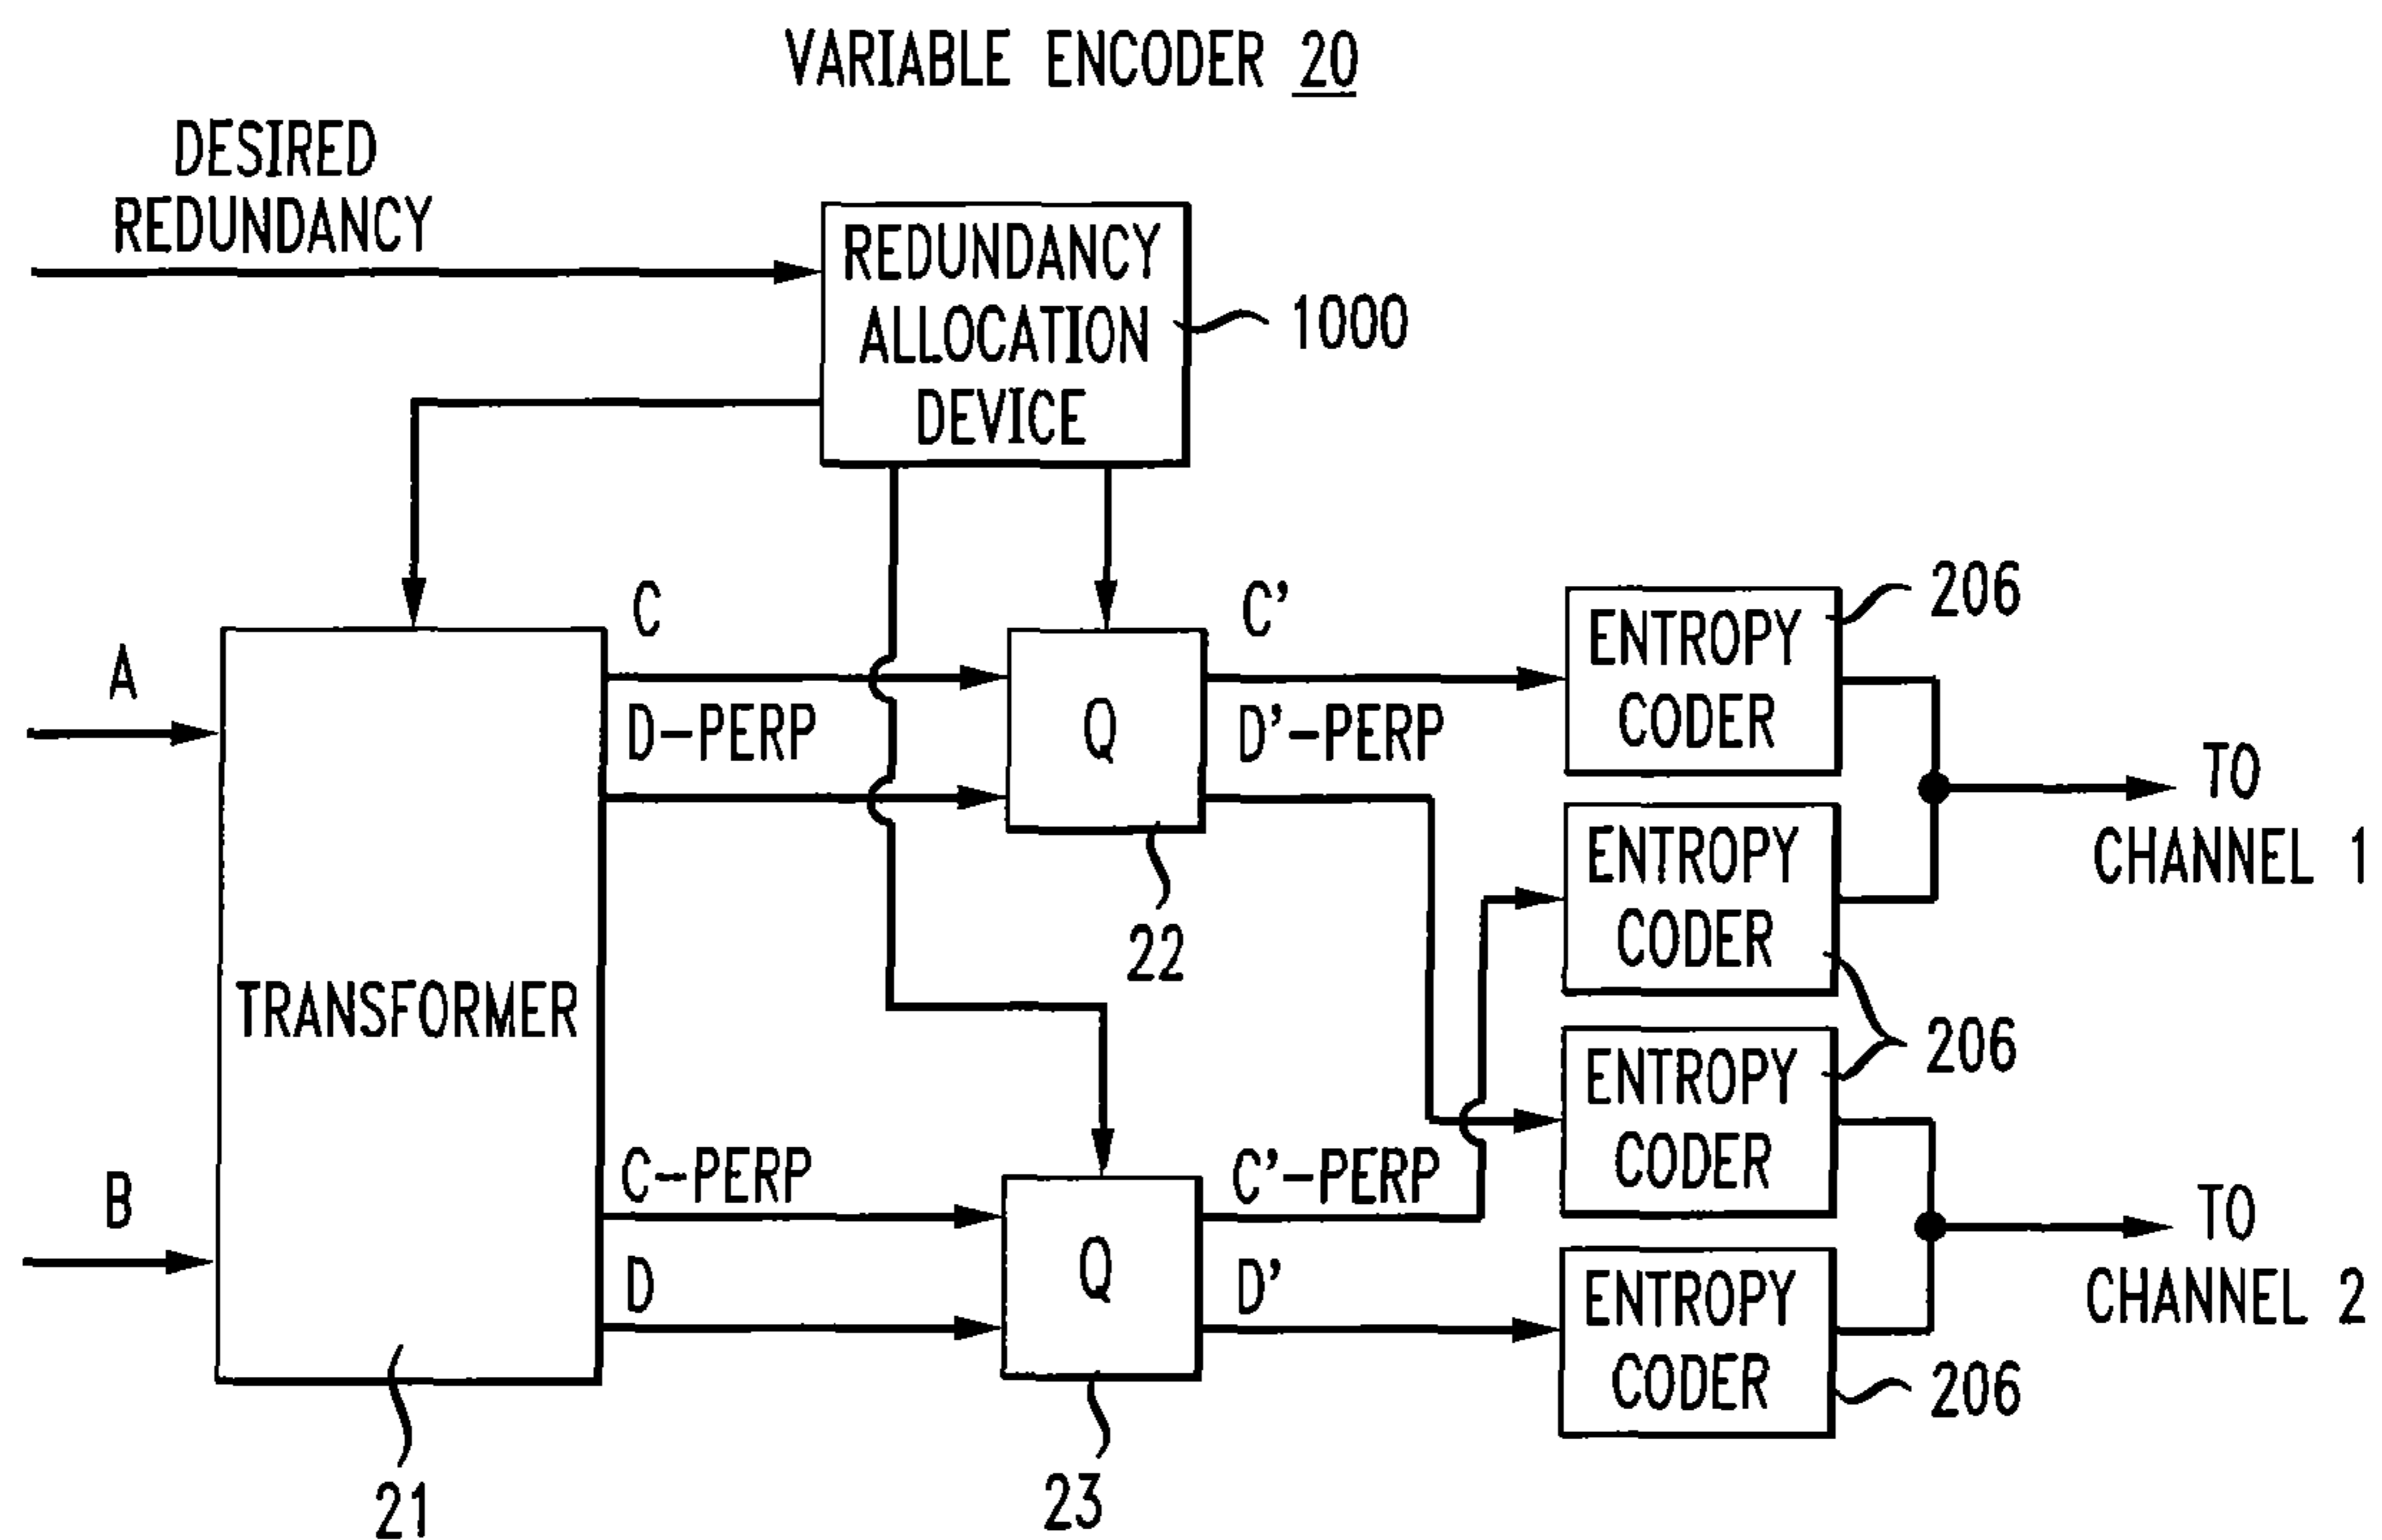 VARIABLE ENCODER 20
DESIRED
REDUNDANCY
REDUNDANCY
ALLOCATION
DEVICE
1000
A
B
TRANSFORMER
21
C
D-PERP
C-PERP
D
Q
22
Q
23
C'
D'-PERP
C'-PERP
D'
ENTROPY
CODER
206
ENTROPY
CODER
206
ENTROPY
CODER
ENTROPY
CODER
206
TO
CHANNEL 1
TO
CHANNEL 2